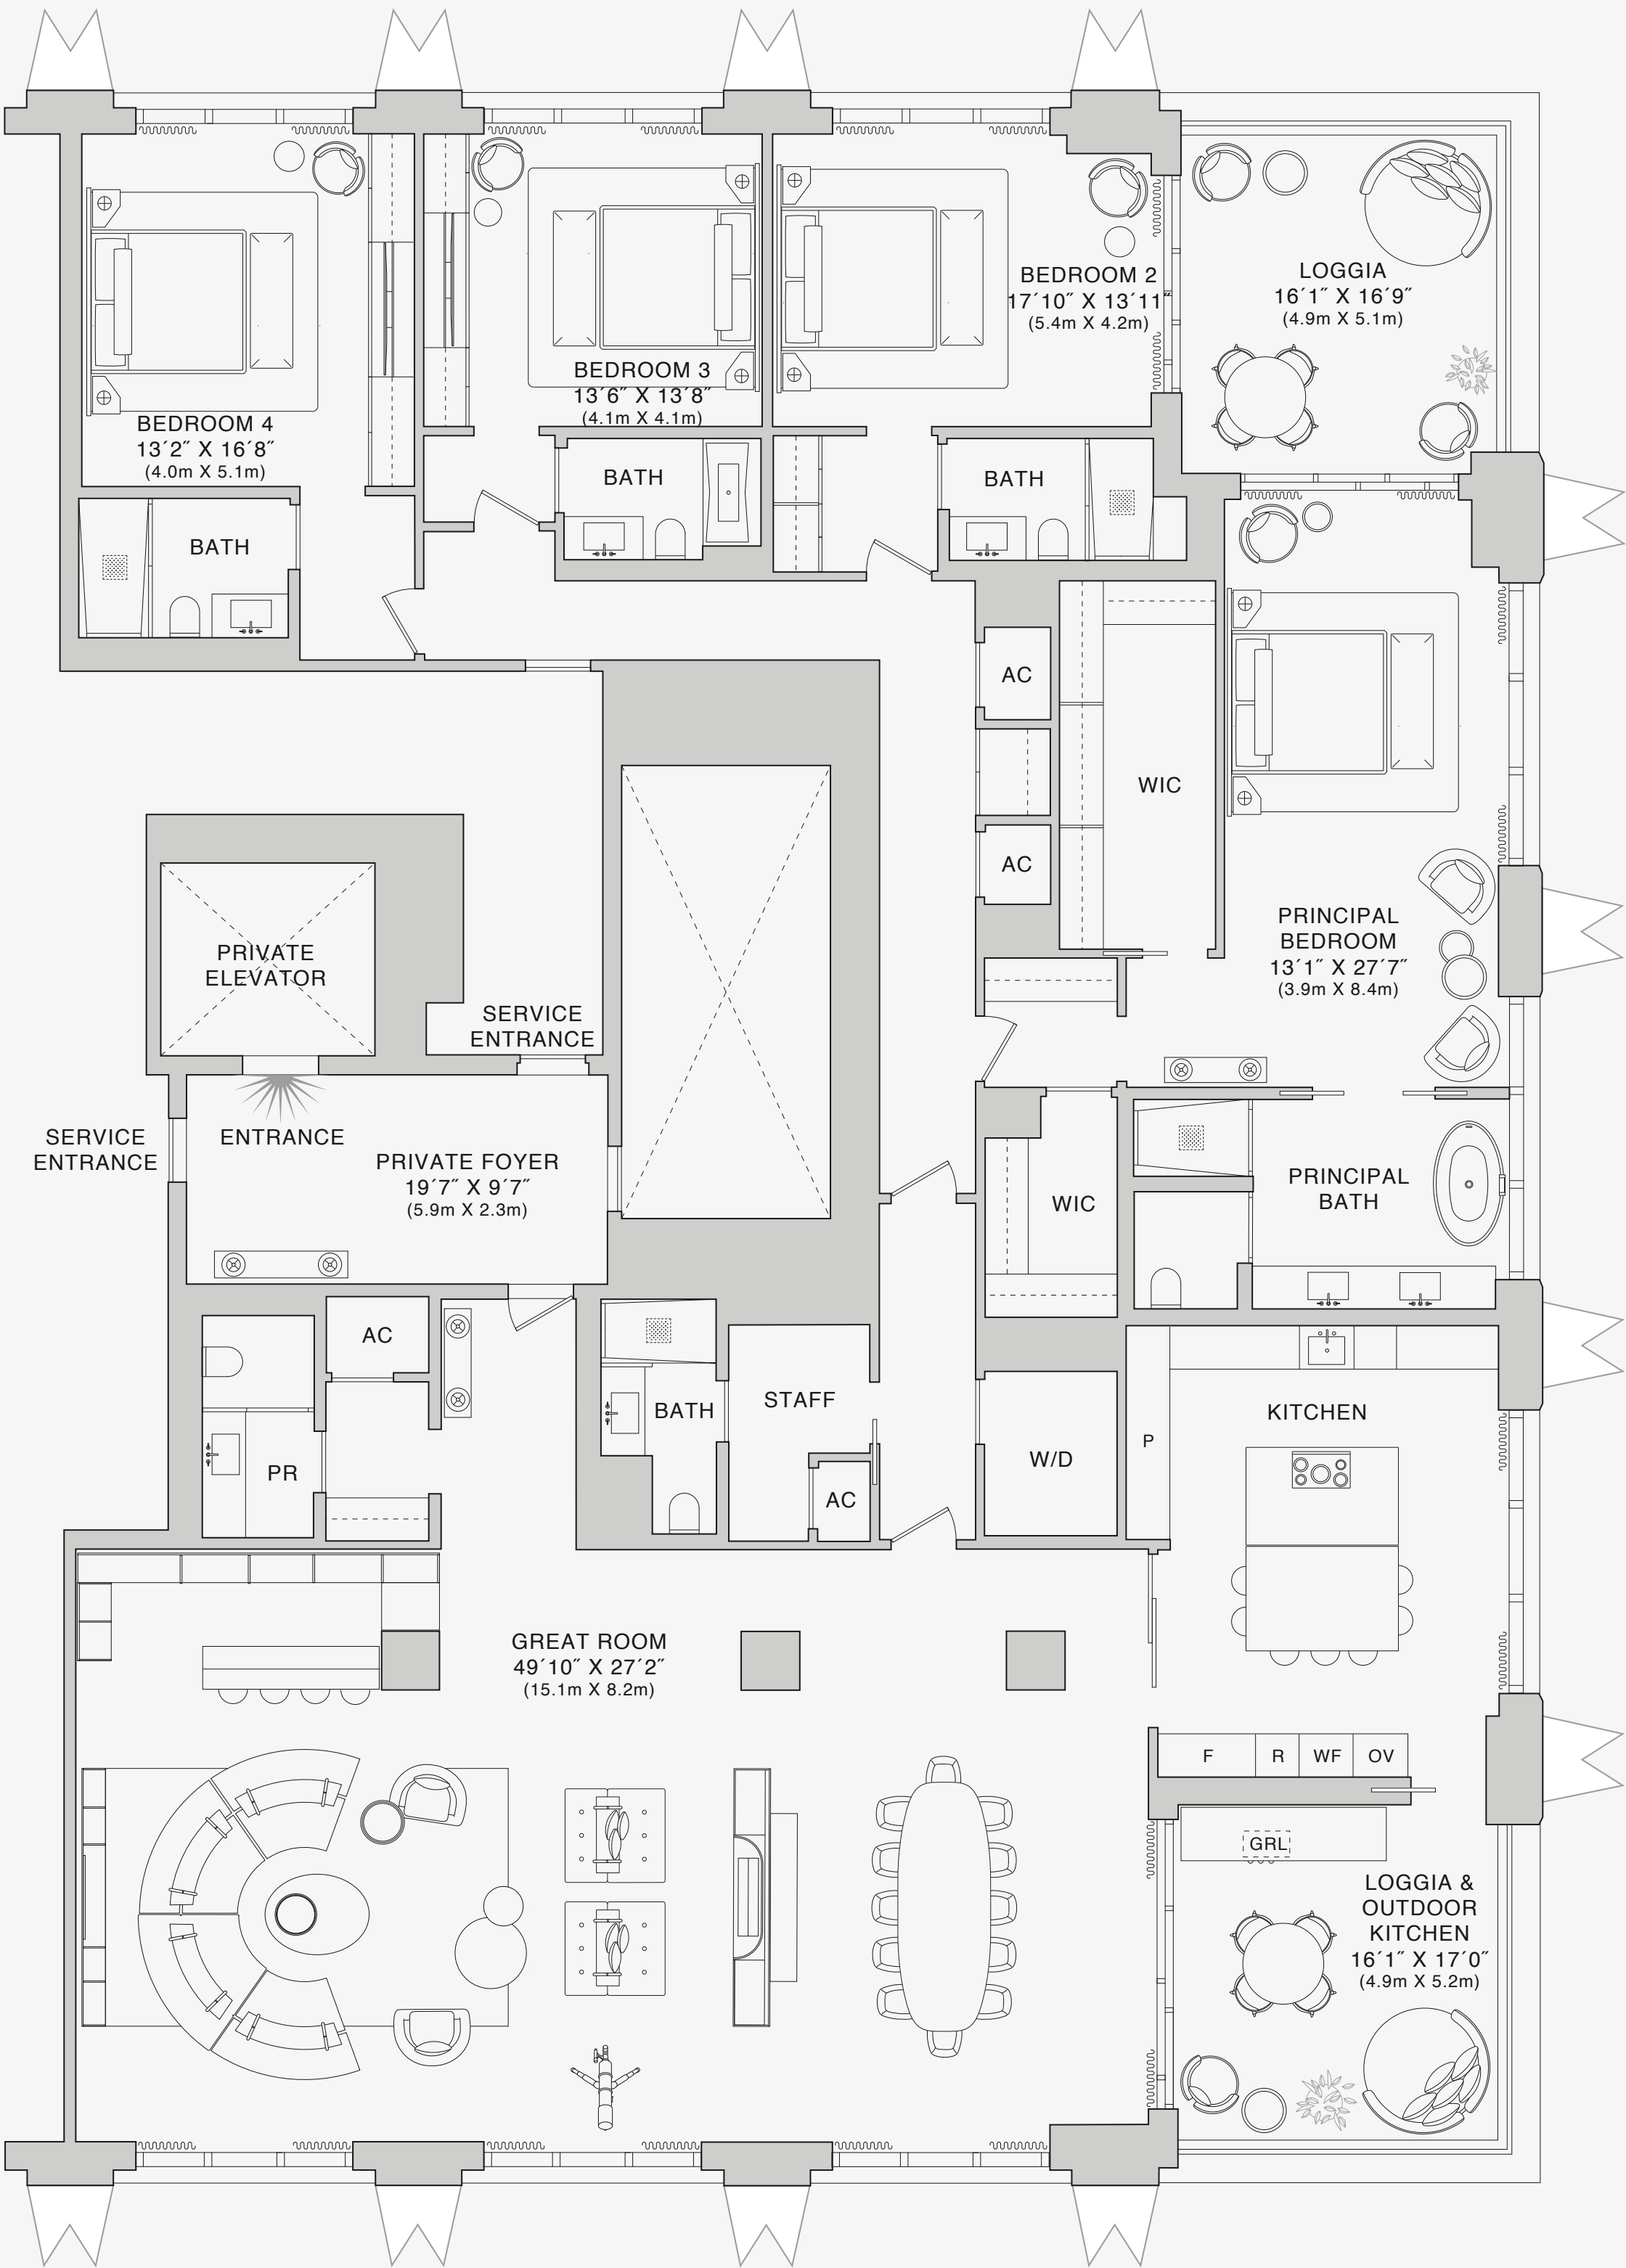 BEDROOM 2
17´10˝ X 13´11˝
(5.4m X 4.2m)
LOGGIA
16´1˝ X 16´9˝
(4.9m X 5.1m)
BEDROOM 3
13´6˝ X 13´8˝
(4.1m X 4.1m)
BEDROOM 4
13´2˝ X 16´8˝
(4.0m X 5.1m)
BATH
BATH
BATH
AC
WIC
AC
PRINCIPAL
BEDROOM
13´1˝ X 27´7˝
(3.9m X 8.4m)
PRIVATE
ELEVATOR
SERVICE
ENTRANCE
SERVICE
ENTRANCE
ENTRANCE
PRIVATE FOYER
19´7˝ X 9´7˝
(5.9m X 2.3m)
WIC
PRINCIPAL
BATH
AC
BATH
STAFF
KITCHEN
P
PR
W/D
AC
GREAT ROOM
49´10˝ X 27´2˝
(15.1m X 8.2m)
F
R
WF
OV
GRL
LOGGIA &
OUTDOOR
KITCHEN
16´1˝ X 17´0˝
(4.9m X 5.2m)